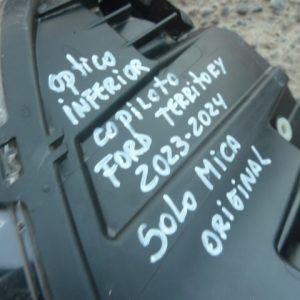 OPTICO
INFERIOR
COPILOTO
FORD TERRITORY
2023-2024
SOLO MICA
ORIGINAL